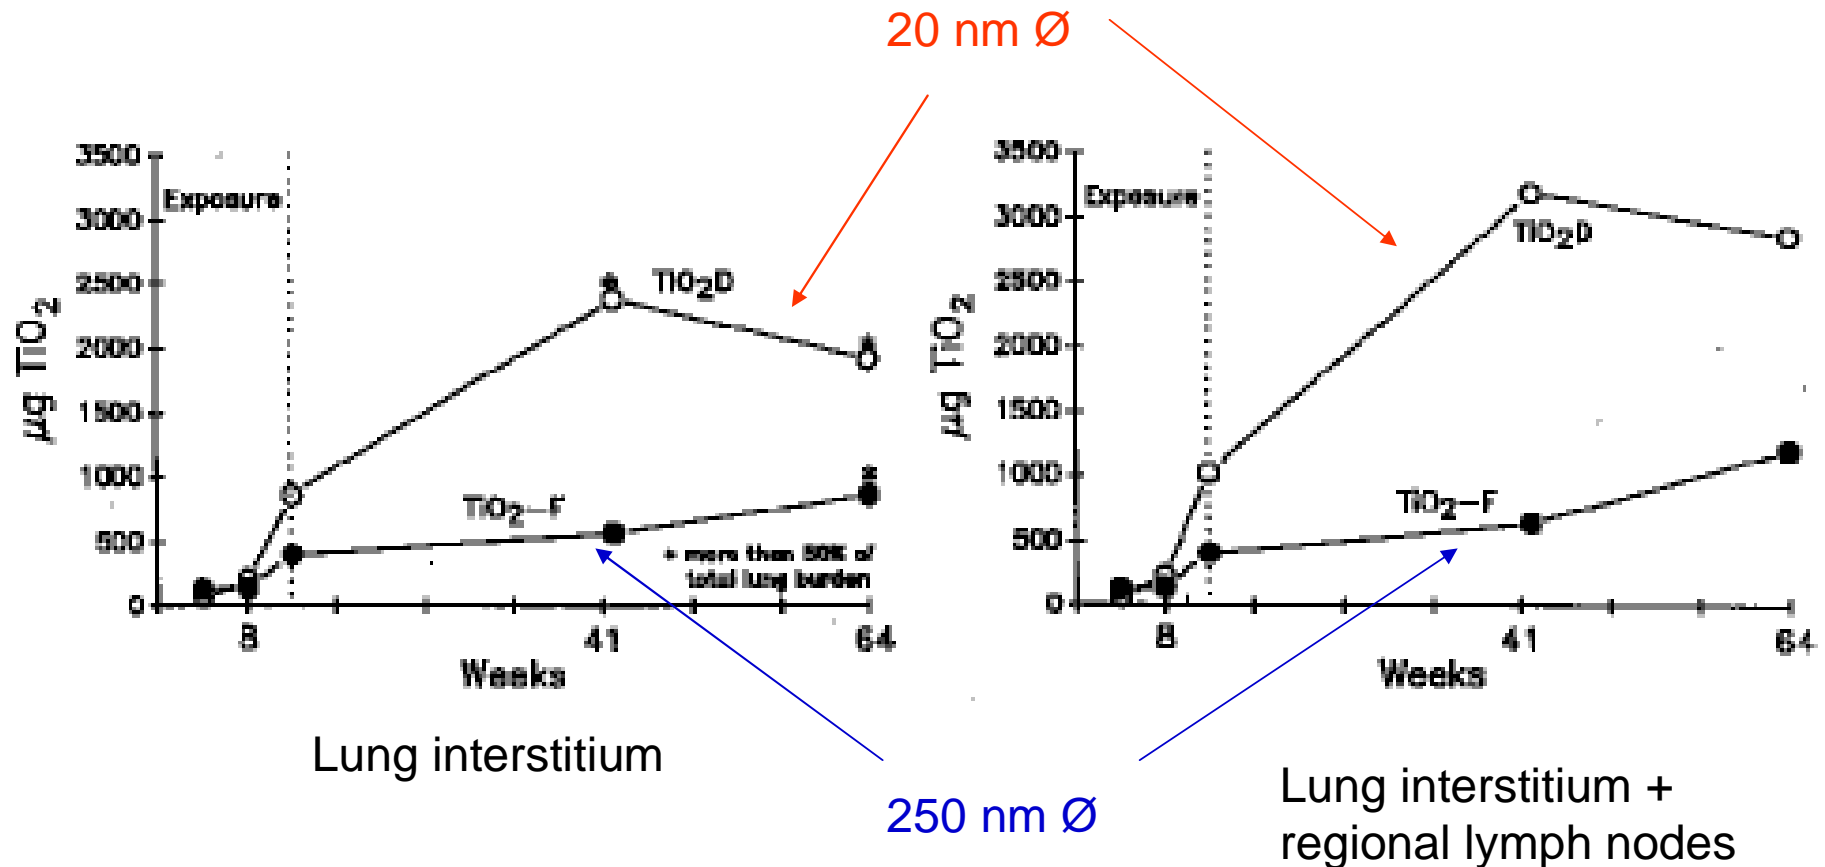 20 nm Ø
3500
3000
2500
2000
1500
1000
500
0
µg TiO2
Exposure
TiO2D
TiO2–F
* more than 50% of
total lung burden
8
41
64
Weeks
Lung interstitium
3500
3000
2500
2000
1500
1000
500
0
µg TiO2
Exposure
TiO2D
TiO2–F
8
41
64
Weeks
250 nm Ø
Lung interstitium +
regional lymph nodes